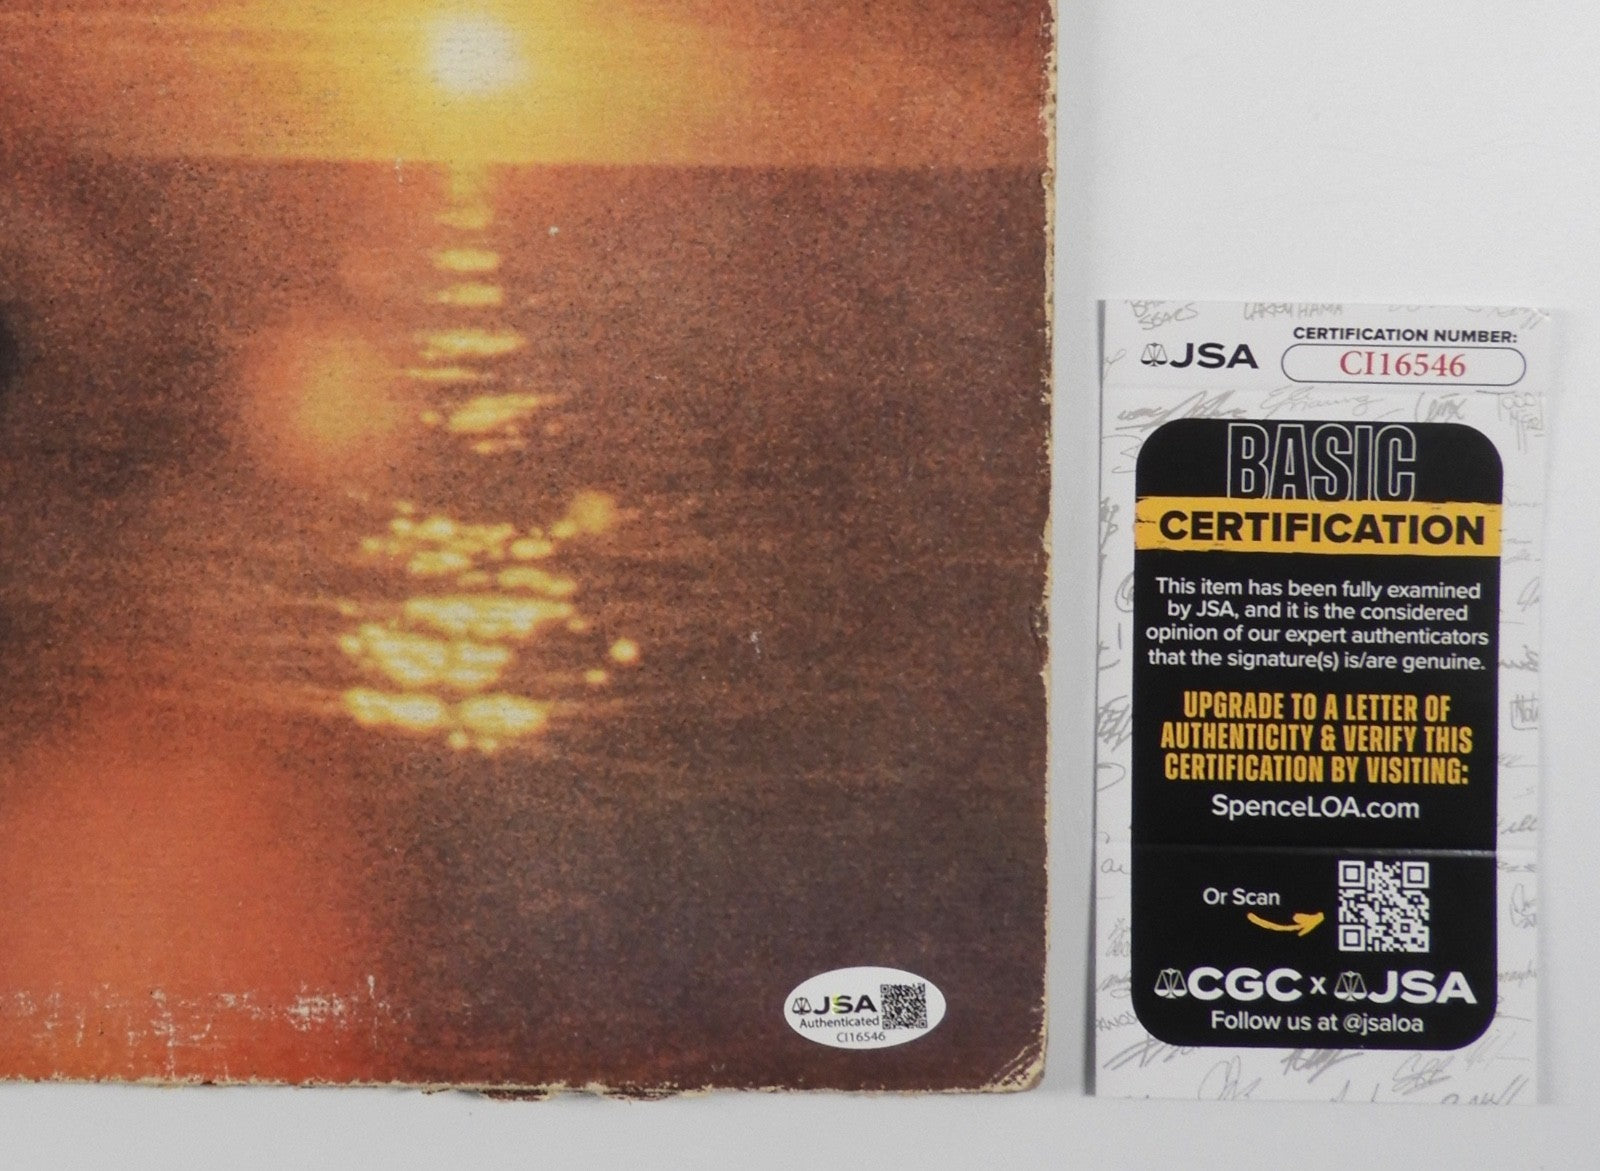 CERTIFICATION NUMBER:
JSA
CI16546
BASIC
CERTIFICATION
This item has been fully examined
by JSA, and it is the considered
opinion of our expert authenticators
that the signature(s) is/are genuine.
UPGRADE TO A LETTER OF
AUTHENTICITY & VERIFY THIS
CERTIFICATION BY VISITING:
SpenceLOA.com
Or Scan
CGC x JSA
Follow us at @jsaloa
JSA
Authenticated
CI16546